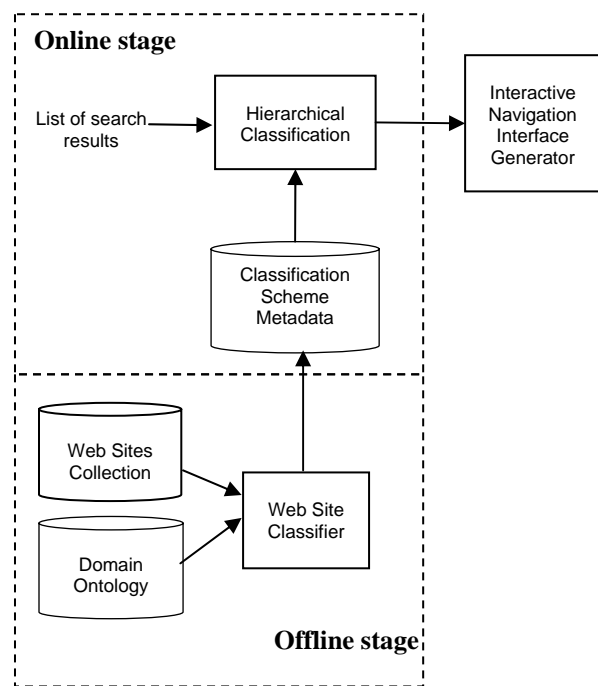 Online stage
List of search
results
Hierarchical
Classification
Interactive
Navigation
Interface
Generator
Classification
Scheme
Metadata
Web Sites
Collection
Web Site
Classifier
Domain
Ontology
Offline stage